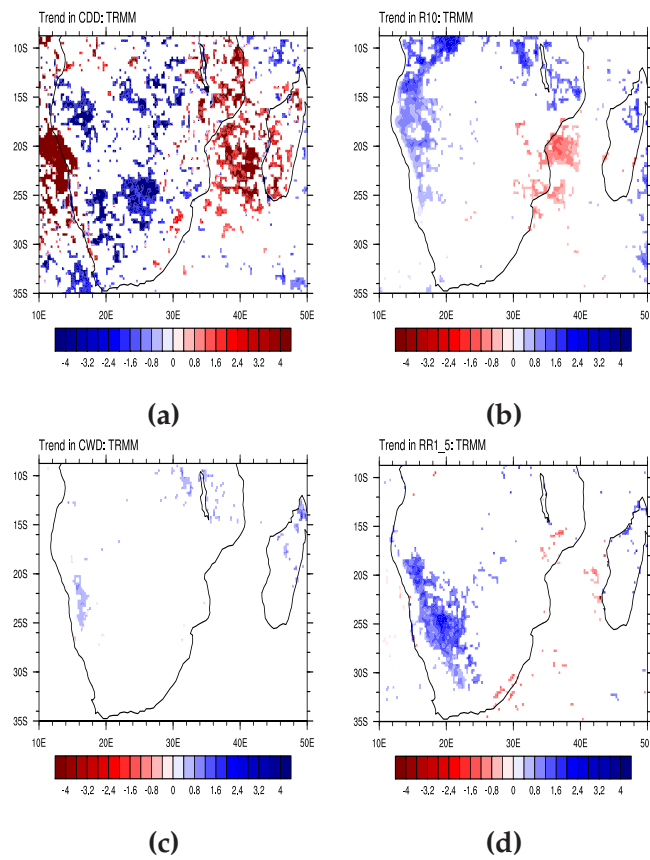 Trend in CDD: TRMM
10S
15S
20S
25S
30S
35S
10E 20E 30E 40E 50E
-4 -3.2 -2.4 -1.6 -0.8 0 0.8 1.6 2.4 3.2 4
(a)
Trend in R10: TRMM
10S
15S
20S
25S
30S
35S
10E 20E 30E 40E 50
-4 -3.2 -2.4 -1.6 -0.8 0 0.8 1.6 2.4 3.2 4
(b)
Trend in CWD: TRMM
10S
15S
20S
25S
30S
35S
10E 20E 30E 40E 50E
-4 -3.2 -2.4 -1.6 -0.8 0 0.8 1.6 2.4 3.2 4
(c)
Trend in RR1_5: TRMM
10S
15S
20S
25S
30S
35S
10E 20E 30E 40E 50
-4 -3.2 -2.4 -1.6 -0.8 0 0.8 1.6 2.4 3.2 4
(d)